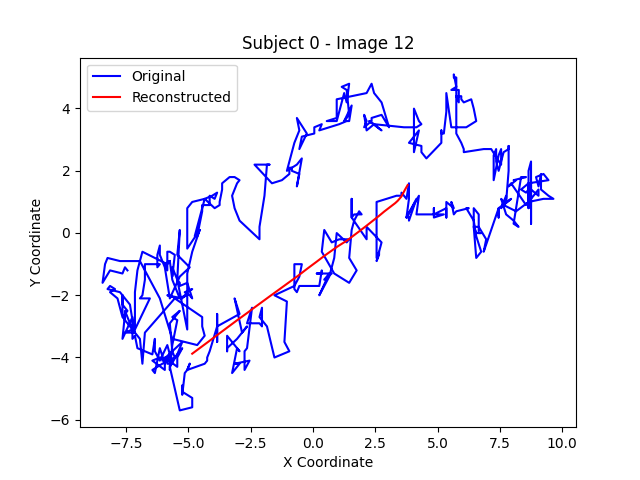 Subject 0 - Image 12
Original
Reconstructed
Y Coordinate
4
2
0
−2
−4
−6
−7.5 −5.0 −2.5 0.0 2.5 5.0 7.5 10.0
X Coordinate